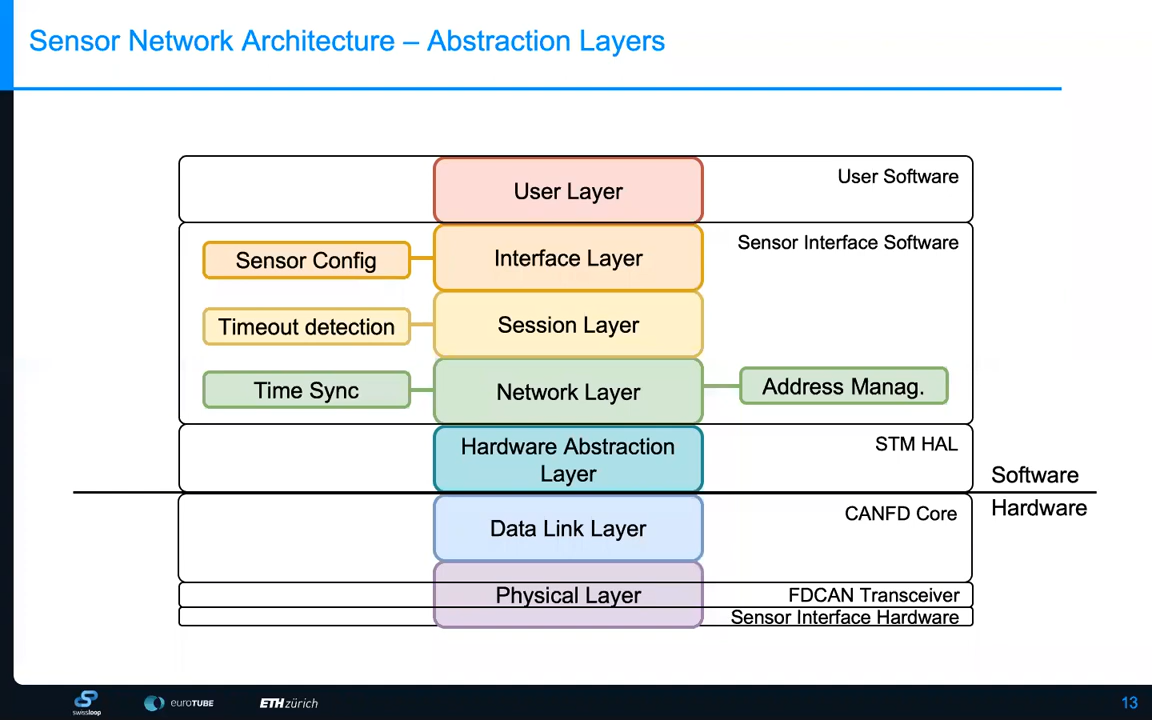 Sensor Network Architecture – Abstraction Layers
User Layer
User Software
Sensor Interface Software
Sensor Config
Interface Layer
Timeout detection
Session Layer
Time Sync
Network Layer
Address Manag.
Hardware Abstraction
Layer
STM HAL
Software
Hardware
Data Link Layer
CANFD Core
Physical Layer
FDCAN Transceiver
Sensor Interface Hardware
swissloop
euroTUBE
ETH zürich
13